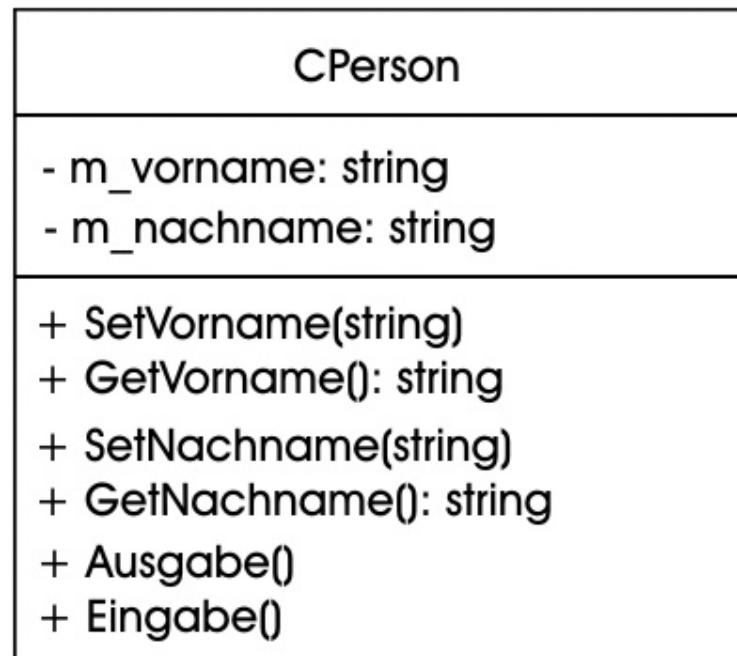 CPerson
- m_vorname: string
- m_nachname: string
+ SetVorname(string)
+ GetVorname(): string
+ SetNachname(string)
+ GetNachname(): string
+ Ausgabe()
+ Eingabe()